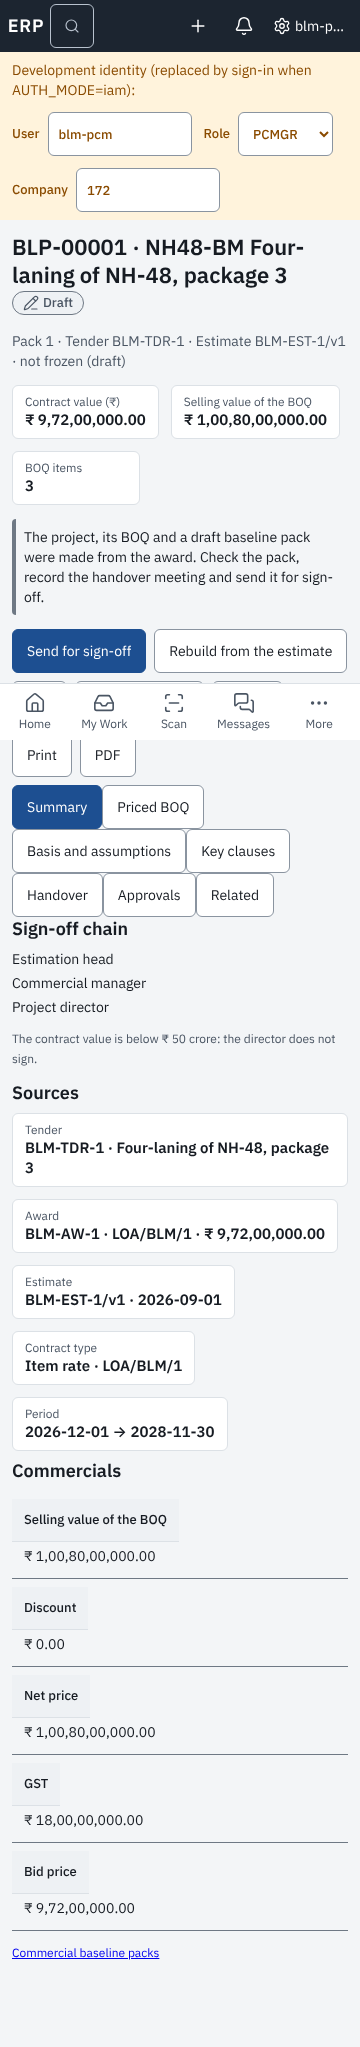 ERP
blm-p...
Development identity (replaced by sign-in when
AUTH_MODE=iam):
User blm-pcm Role PCMGR
Company 172
BLP-00001 · NH48-BM Four-
laning of NH-48, package 3
Draft
Pack 1 · Tender BLM-TDR-1 · Estimate BLM-EST-1/v1
· not frozen (draft)
Contract value (₹)
₹ 9,72,00,000.00
Selling value of the BOQ
₹ 1,00,80,00,000.00
BOQ items
3
The project, its BOQ and a draft baseline pack
were made from the award. Check the pack,
record the handover meeting and send it for sign-
off.
Send for sign-off Rebuild from the estimate
Home My Work Scan Messages More
Print PDF
Summary Priced BOQ
Basis and assumptions Key clauses
Handover Approvals Related
Sign-off chain
Estimation head
Commercial manager
Project director
The contract value is below ₹ 50 crore: the director does not
sign.
Sources
Tender
BLM-TDR-1 · Four-laning of NH-48, package
3
Award
BLM-AW-1 · LOA/BLM/1 · ₹ 9,72,00,000.00
Estimate
BLM-EST-1/v1 · 2026-09-01
Contract type
Item rate · LOA/BLM/1
Period
2026-12-01 → 2028-11-30
Commercials
Selling value of the BOQ
₹ 1,00,80,00,000.00
Discount
₹ 0.00
Net price
₹ 1,00,80,00,000.00
GST
₹ 18,00,00,000.00
Bid price
₹ 9,72,00,000.00
Commercial baseline packs